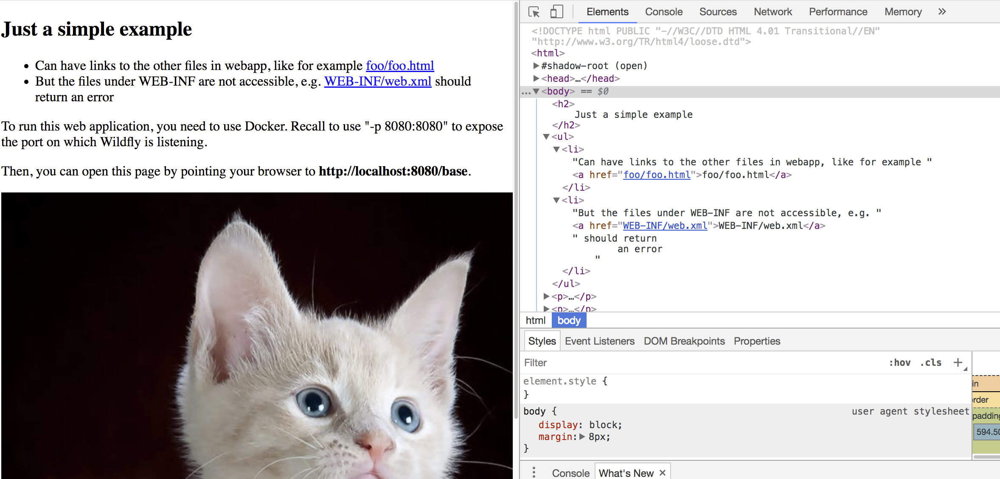 Just a simple example
Can have links to the other files in webapp, like for example foo/foo.html
But the files under WEB-INF are not accessible, e.g. WEB-INF/web.xml should
return an error
To run this web application, you need to use Docker. Recall to use "-p 8080:8080" to expose
the port on which Wildfly is listening.
Then, you can open this page by pointing your browser to http://localhost:8080/base.
Elements Console Sources Network Performance Memory »
<!DOCTYPE html PUBLIC "-//W3C//DTD HTML 4.01 Transitional//EN"
"http://www.w3.org/TR/html4/loose.dtd">
<html>
#shadow-root (open)
<head>…</head>
…<body> == $0
<h2>
Just a simple example
</h2>
<ul>
<li>
"Can have links to the other files in webapp, like for example "
<a href="foo/foo.html">foo/foo.html</a>
</li>
<li>
"But the files under WEB-INF are not accessible, e.g. "
<a href="WEB-INF/web.xml">WEB-INF/web.xml</a>
" should return
an error
"
</li>
</ul>
<p>…</p>
<p>…</p>
html body
Styles Event Listeners DOM Breakpoints Properties
Filter :hov .cls +
element.style {
}
body { user agent stylesheet
display: block;
margin: 8px;
}
in
rder
padding
594.50
Console What's New ×